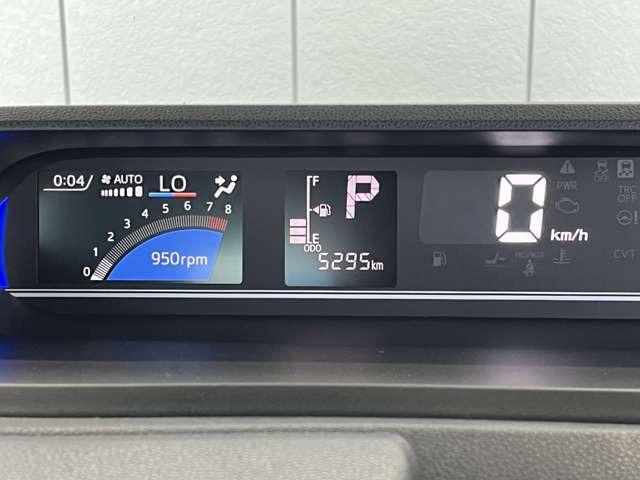 0:04 AUTO LO
0 1 2 3 4 5 6 7 8
950rpm
F P
E
ODO
5295km
0 km/h
PWR
OFF
TRC
OFF
CVT